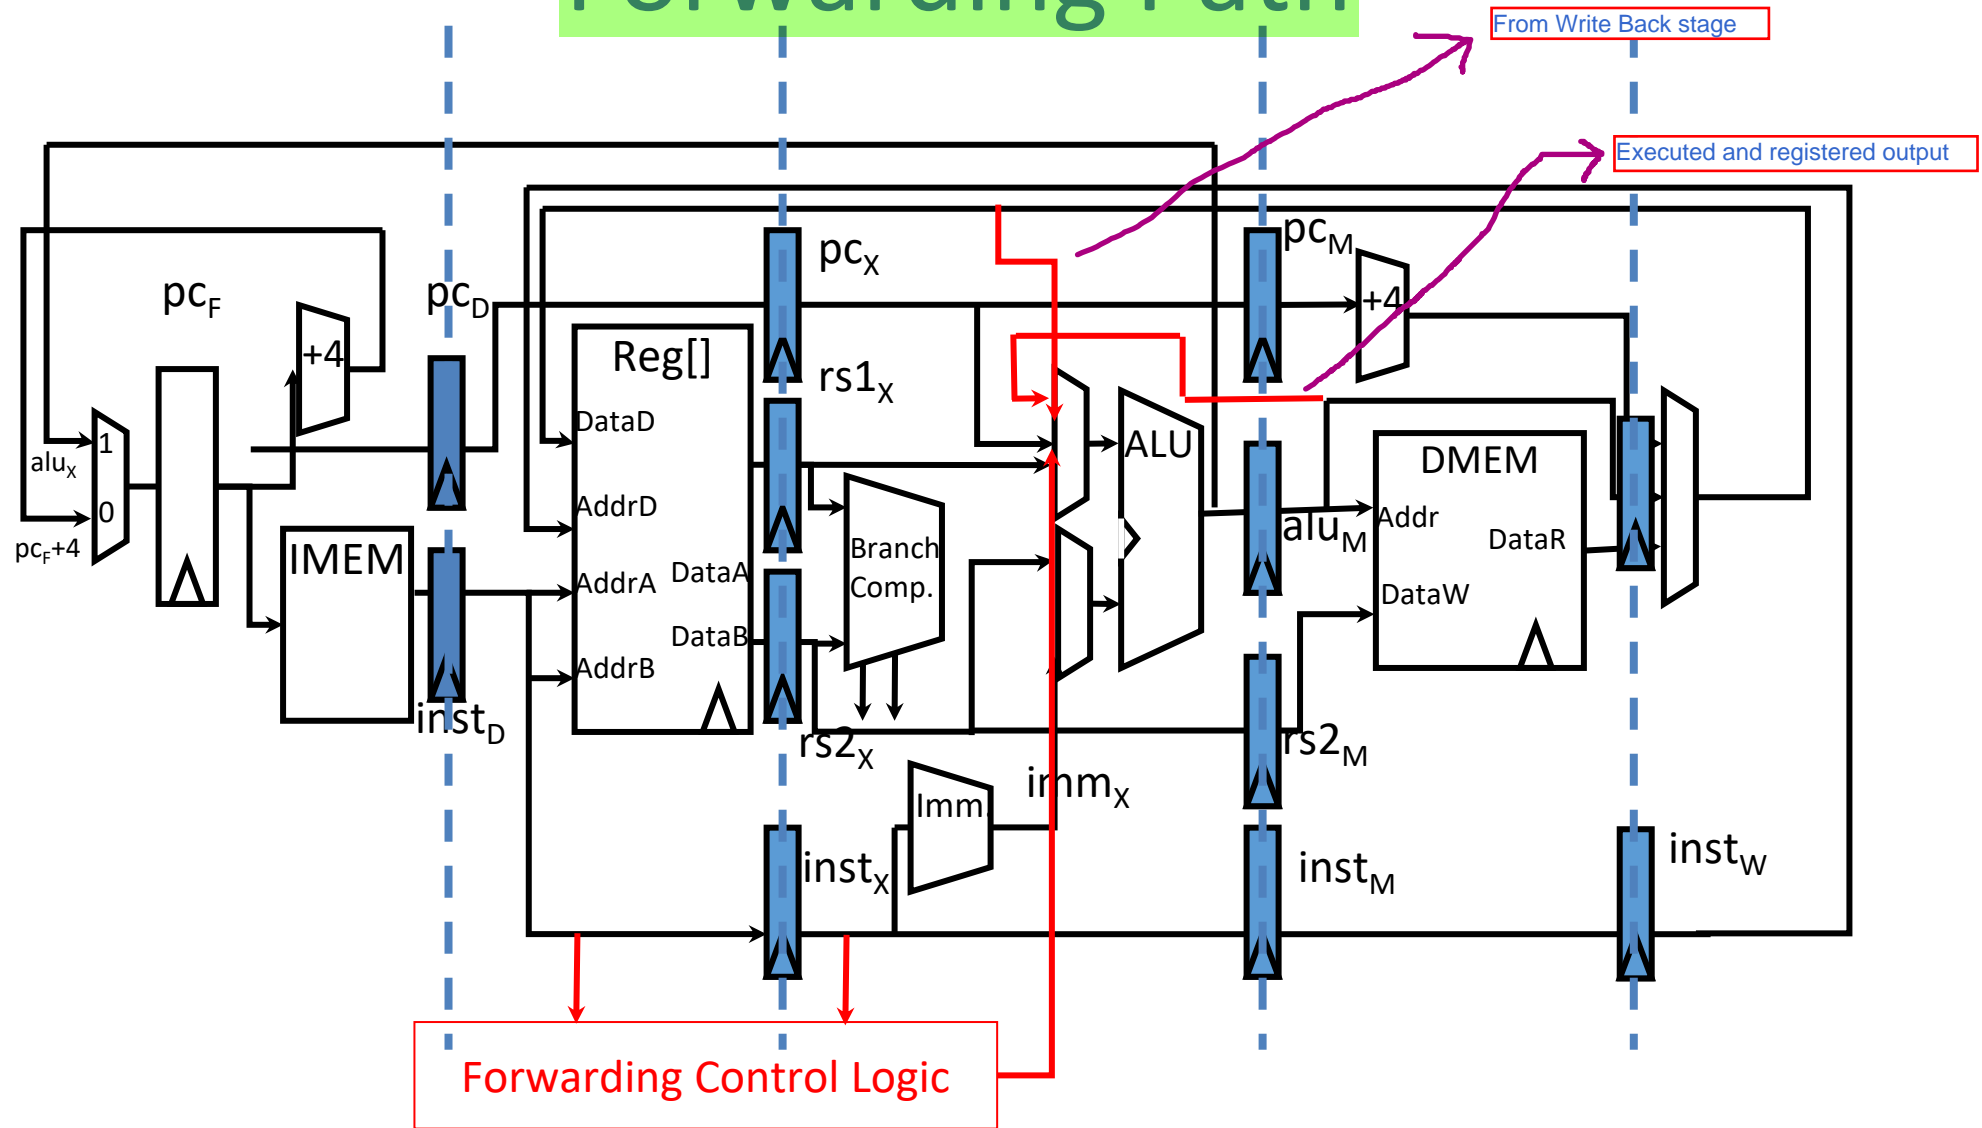 Forwarding Path
From Write Back stage
Executed and registered output
pcF
pcD
pcX
pcM
+4
+4
Reg[]
rs1X
DataD
ALU
DMEM
1
aluX
0
pcF+4
IMEM
AddrD
Branch
Comp.
aluM
Addr
DataR
AddrA
DataA
DataW
DataB
AddrB
instD
rs2X
rs2M
Imm.
immX
instX
instM
instW
Forwarding Control Logic